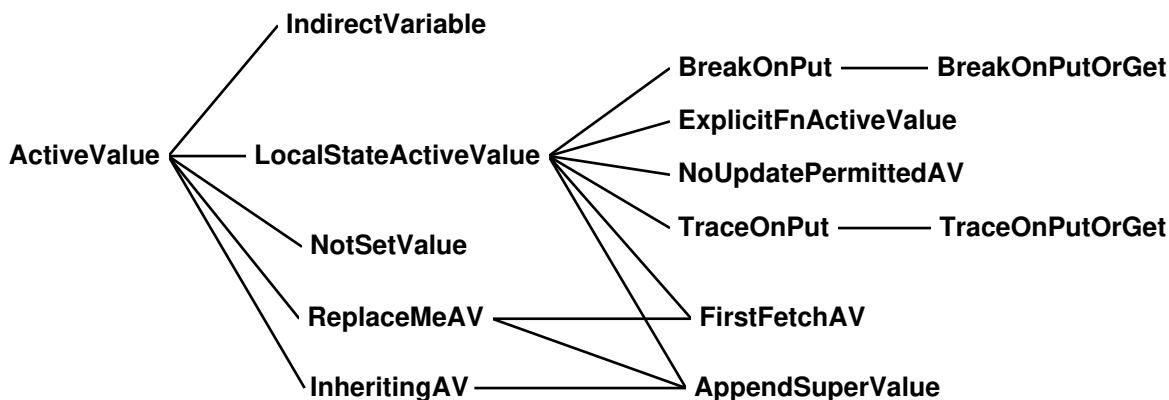 IndirectVariable
BreakOnPut BreakOnPutOrGet
ExplicitFnActiveValue
ActiveValue LocalStateActiveValue
NoUpdatePermittedAV
TraceOnPut TraceOnPutOrGet
NotSetValue
ReplaceMeAV FirstFetchAV
InheritingAV AppendSuperValue